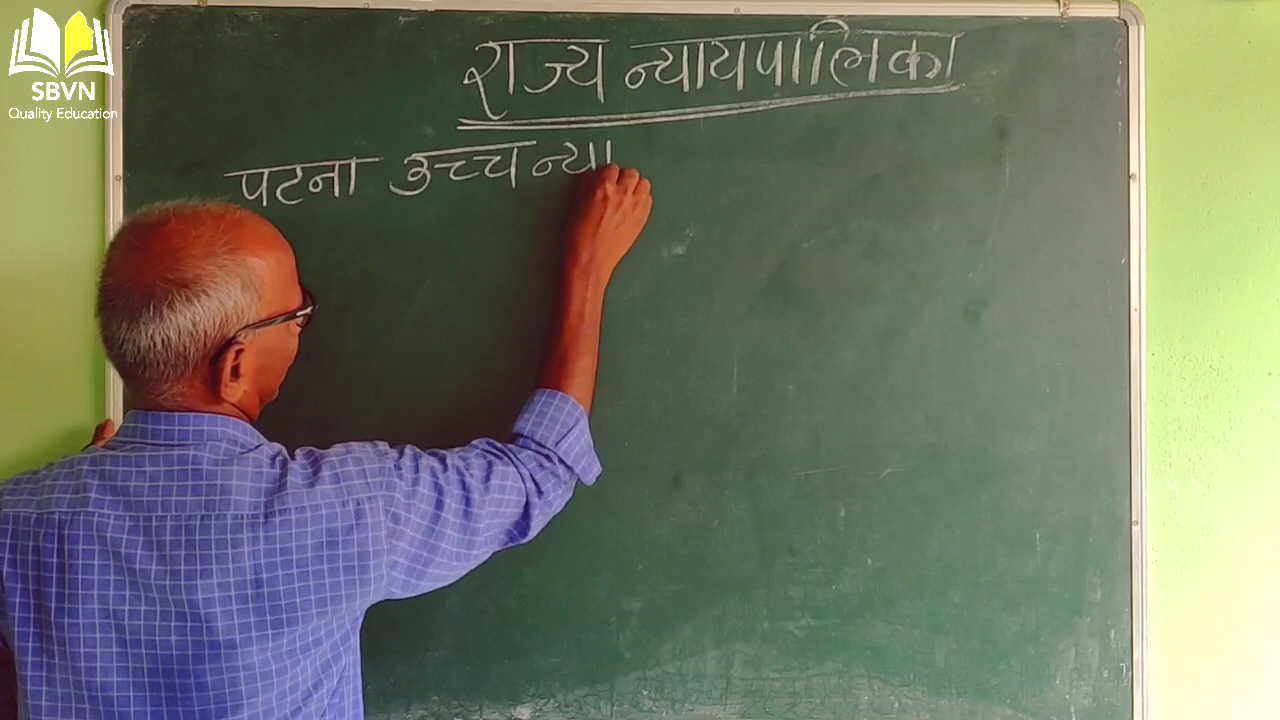 SBVN
Quality Education
राज्य न्यायपालिका
पटना उच्च न्या